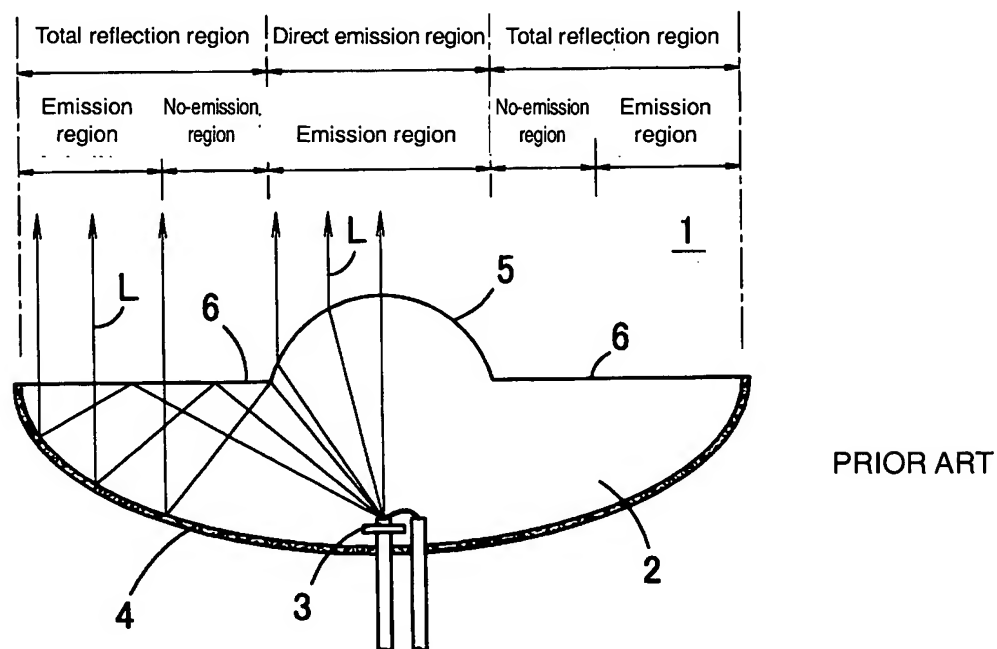 Total reflection region Direct emission region Total reflection region
Emission region No-emission region Emission region No-emission region Emission region
1
L
L
5
6
6
PRIOR ART
2
3
4